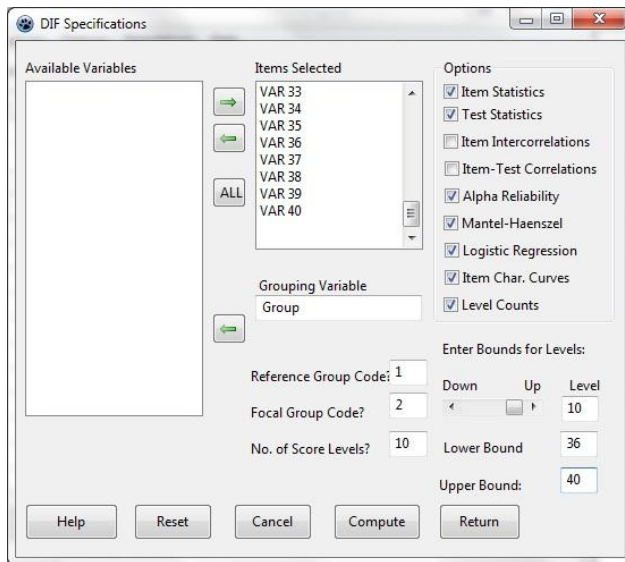 DIF Specifications
Available Variables
Items Selected
VAR 33
VAR 34
VAR 35
VAR 36
VAR 37
VAR 38
VAR 39
VAR 40
ALL
Grouping Variable
Group
Reference Group Code? 1
Focal Group Code? 2
No. of Score Levels? 10
Options
Item Statistics
Test Statistics
Item Intercorrelations
Item-Test Correlations
Alpha Reliability
Mantel-Haenszel
Logistic Regression
Item Char. Curves
Level Counts
Enter Bounds for Levels:
Down Up Level
10
Lower Bound 36
Upper Bound: 40
Help Reset Cancel Compute Return